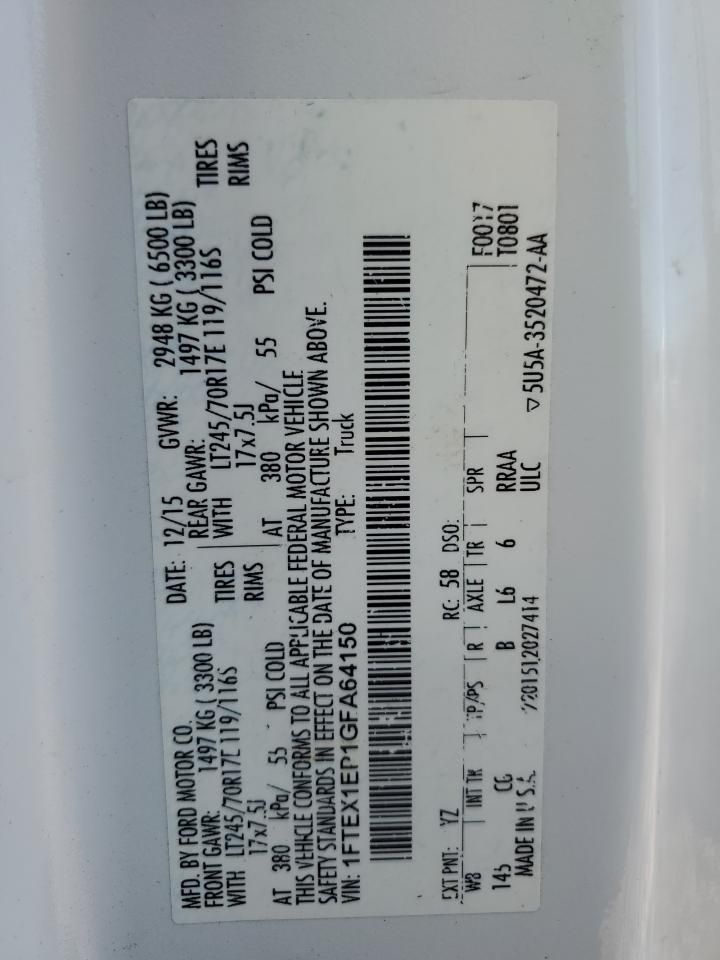 MFD. BY FORD MOTOR CO. DATE: 12/15 GVWR: 2948 KG ( 6500 LB)
FRONT GAWR: 1497 KG ( 3300 LB) REAR GAWR: 1497 KG ( 3300 LB)
WITH LT245/70R17E 119/116S TIRES WITH LT245/70R17E 119/116S TIRES
17x7.5J RIMS 17x7.5J RIMS
AT 380 kPa/ 55 PSI COLD AT 380 kPa/ 55 PSI COLD
THIS VEHICLE CONFORMS TO ALL APPLICABLE FEDERAL MOTOR VEHICLE
SAFETY STANDARDS IN EFFECT ON THE DATE OF MANUFACTURE SHOWN ABOVE.
VIN: 1FTEX1EP1GFA64150 TYPE: Truck
EXT PNT: YZ RC: 58 DSO: F0017
WB INT TR TP/PS R AXLE TR SPR T0801
145 CG B L6 6 RRAA
MADE IN U.S.A. 20151202 7414 ULC ▽ 5U5A-3520472-AA